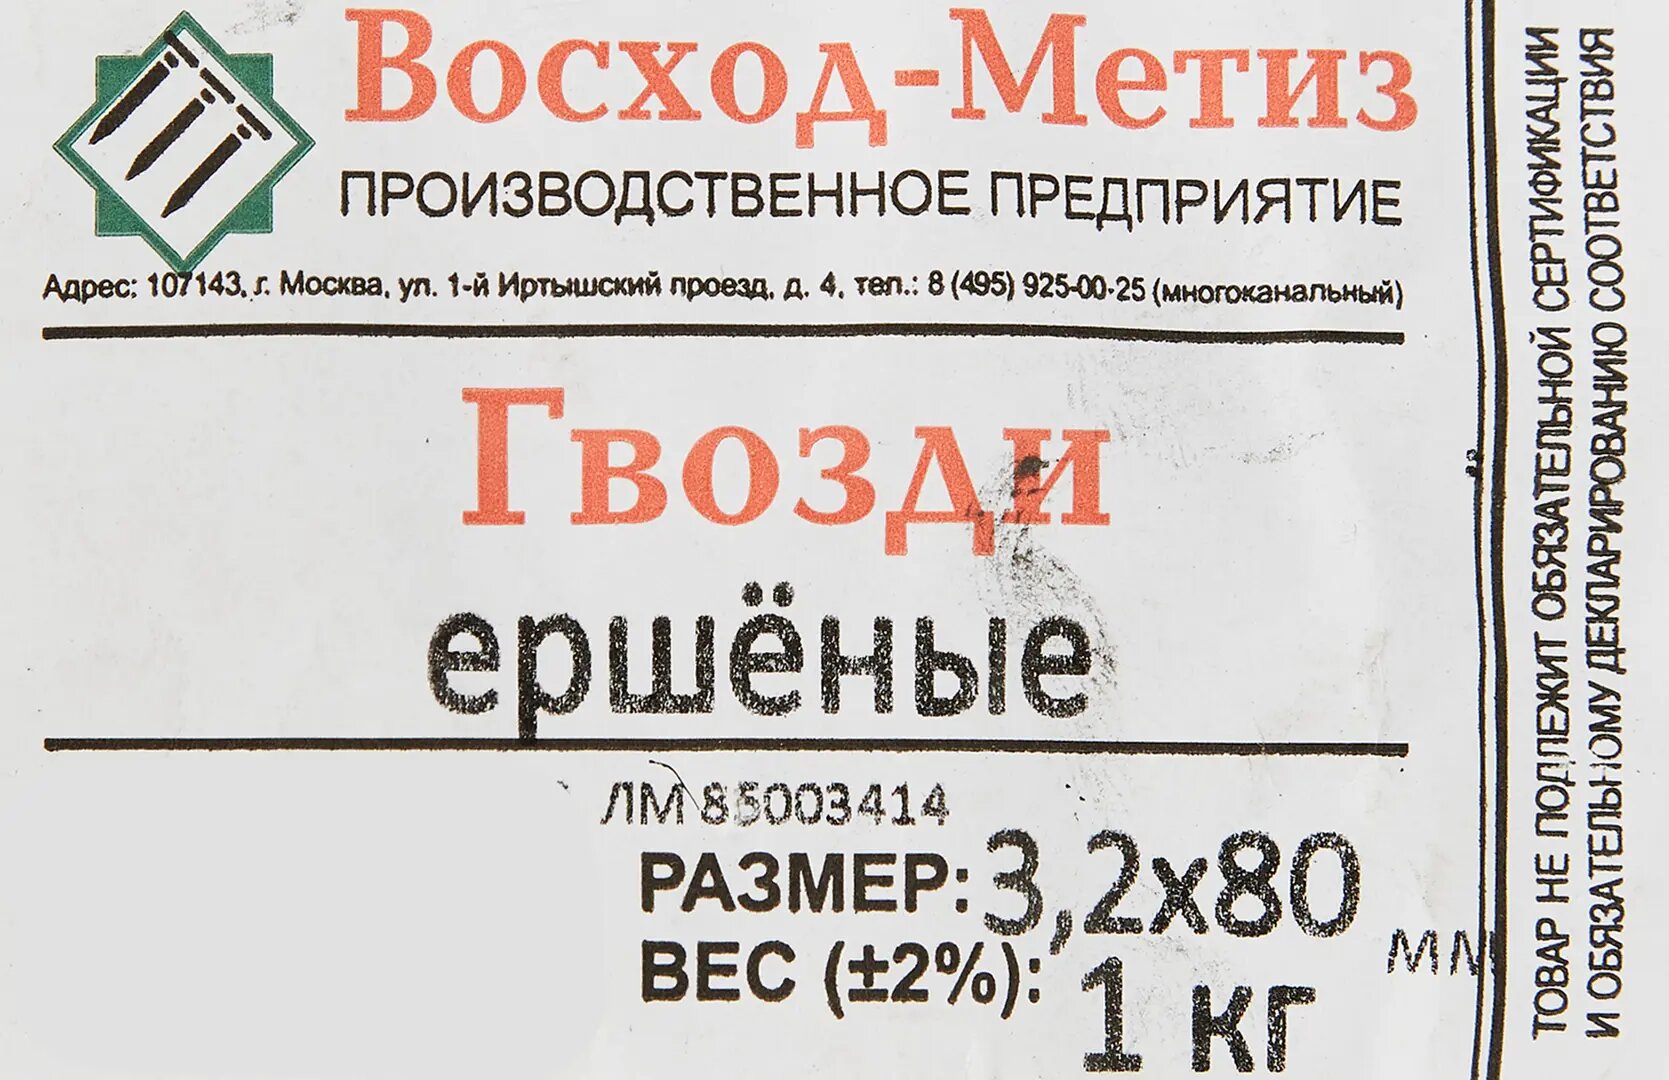 Восход-Метиз
ПРОИЗВОДСТВЕННОЕ ПРЕДПРИЯТИЕ
Адрес: 107143, г. Москва, ул. 1-й Иртышский проезд, д. 4, тел.: 8 (495) 925-00-25 (многоканальный)
Гвозди
ершёные
ЛМ 85003414
РАЗМЕР: 3,2х80 мм
ВЕС (±2%): 1 кг
ТОВАР НЕ ПОДЛЕЖИТ ОБЯЗАТЕЛЬНОЙ СЕРТИФИКАЦИИ
И ОБЯЗАТЕЛЬНОМУ ДЕКЛАРИРОВАНИЮ СООТВЕТСТВИЯ